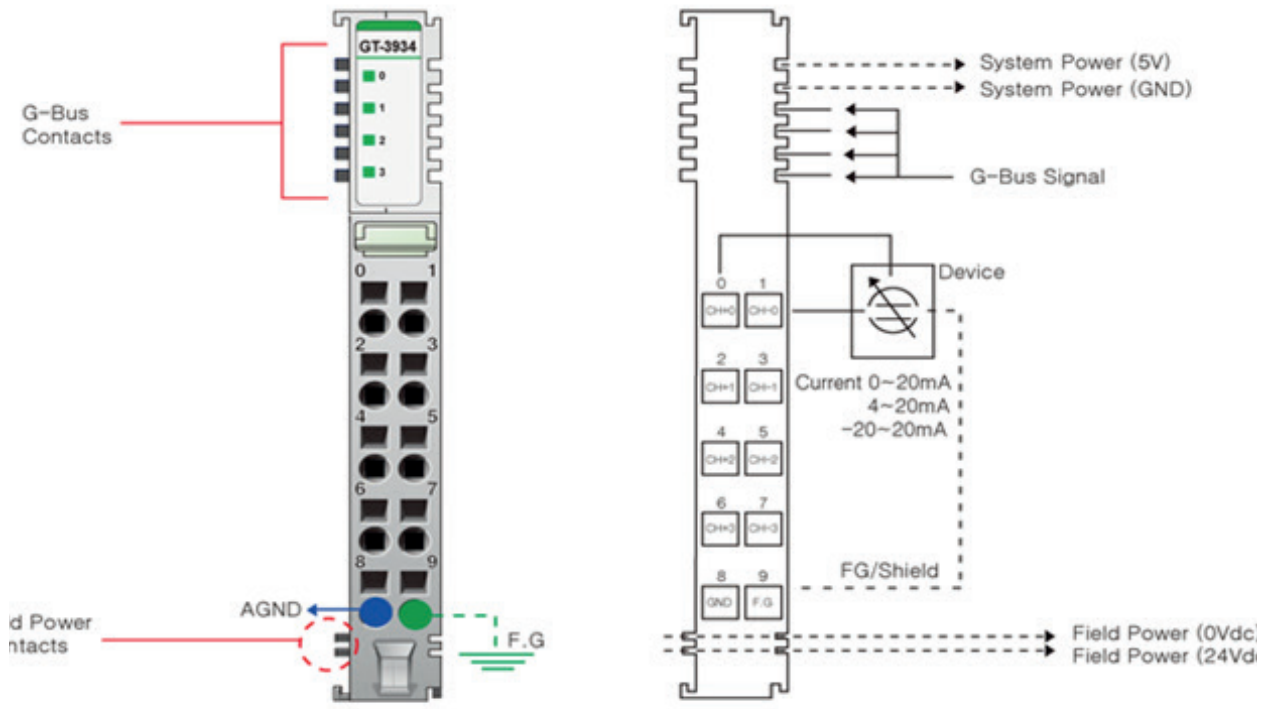 GT-3934
0
1
2
3
G-Bus
Contacts
0 1
2 3
4 5
6 7
8 9
AGND
d Power
ntacts
F.G
System Power (5V)
System Power (GND)
G-Bus Signal
Device
0 1
CH+0 CH-0
2 3
CH+1 CH-1
Current 0~20mA
4~20mA
-20~20mA
4 5
CH+2 CH-2
6 7
CH+3 CH-3
FG/Shield
8 9
GND F.G
Field Power (0Vdc)
Field Power (24Vd